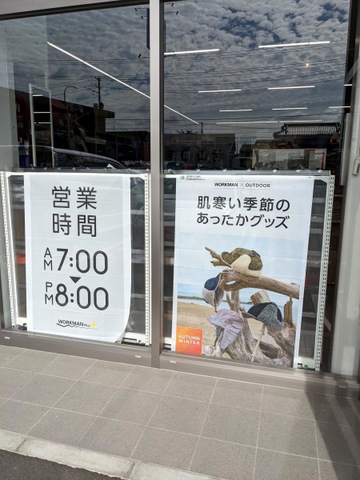 営業
時間
AM 7:00
PM 8:00
WORKMAN
WORKMAN × OUTDOOR
肌寒い季節の
あったかグッズ
AUTUMN
WINTER